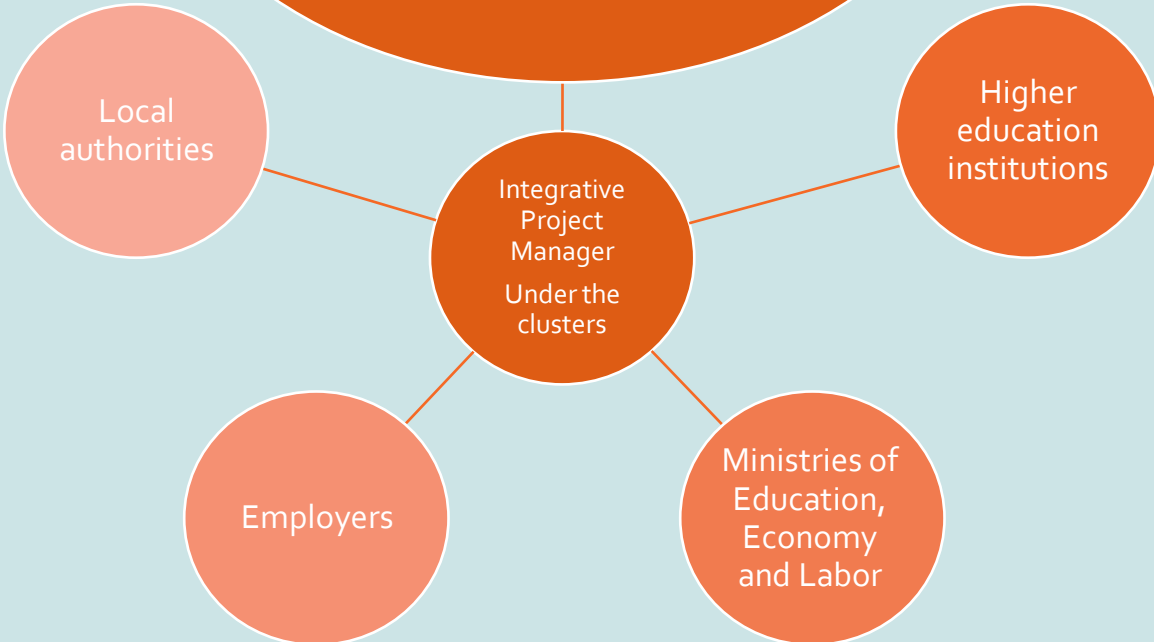 Local
authorities
Higher
education
institutions
Integrative
Project
Manager
Under the
clusters
Employers
Ministries of
Education,
Economy
and Labor